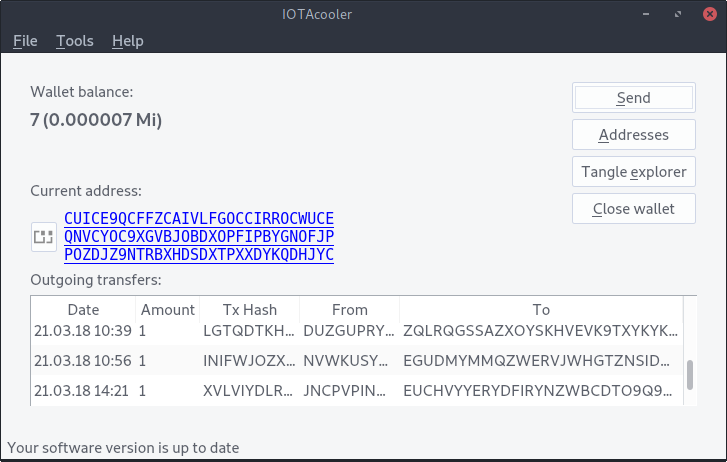 IOTAcooler
File Tools Help
Wallet balance:
7 (0.000007 Mi)
Send
Addresses
Tangle explorer
Close wallet
Current address:
CUICE9QCFFZCAIVLFGOCCIRROCWUCE
QNVCYOC9XGVBJOBDXOPFIPBYGNOFJP
POZDJZ9NTRBXHDSDXTPXXDYKQDHJYC
Outgoing transfers:
Date Amount Tx Hash From To
21.03.18 10:39 1 LGTQDTKH... DUZGUPRY... ZQLRQGSSAZXOYSKHVEVK9TXYKYK...
21.03.18 10:56 1 INIFWJOZX... NVWKUSY... EGUDMYMMQZWERVJWHGTZNSID...
21.03.18 14:21 1 XVLVIYDLR... JNCPVPIN... EUCHVYYERYDFIRYNZWBCDTO9Q9...
Your software version is up to date